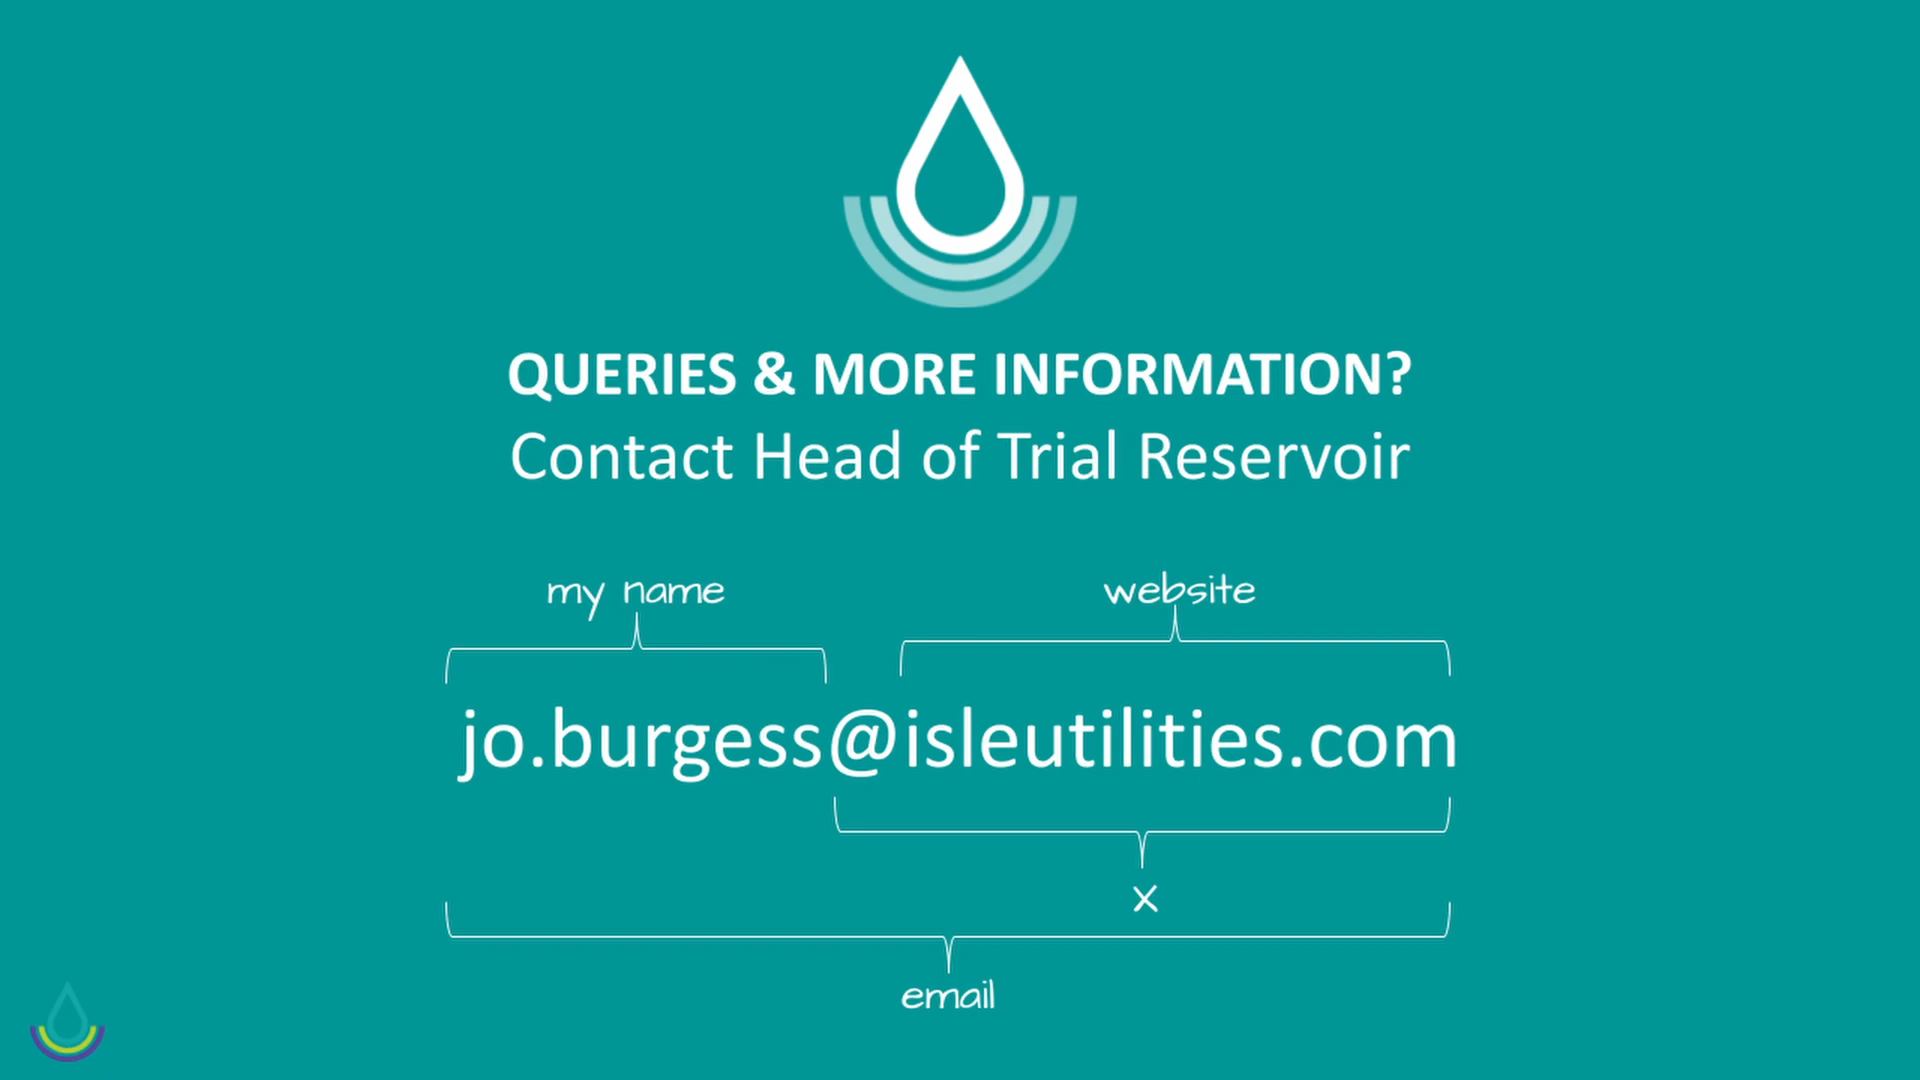 QUERIES & MORE INFORMATION?
Contact Head of Trial Reservoir
my name website
jo.burgess@isleutilities.com
X
email